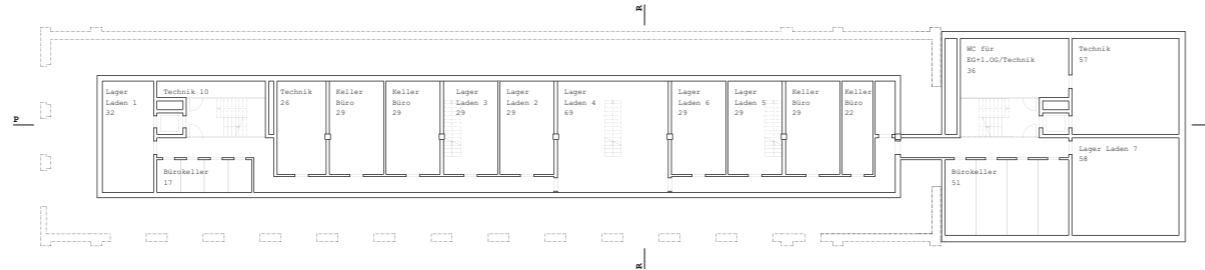 R
P
Lager
Laden 1
32
Technik 10
Bürokeller
17
Technik
26
Keller
Büro
29
Keller
Büro
29
Lager
Laden 3
29
Lager
Laden 2
29
Lager
Laden 4
69
Lager
Laden 6
29
Lager
Laden 5
29
Keller
Büro
29
Keller
Büro
22
WC für
EG+1.OG/Technik
36
Technik
57
Bürokeller
51
Lager Laden 7
58
R